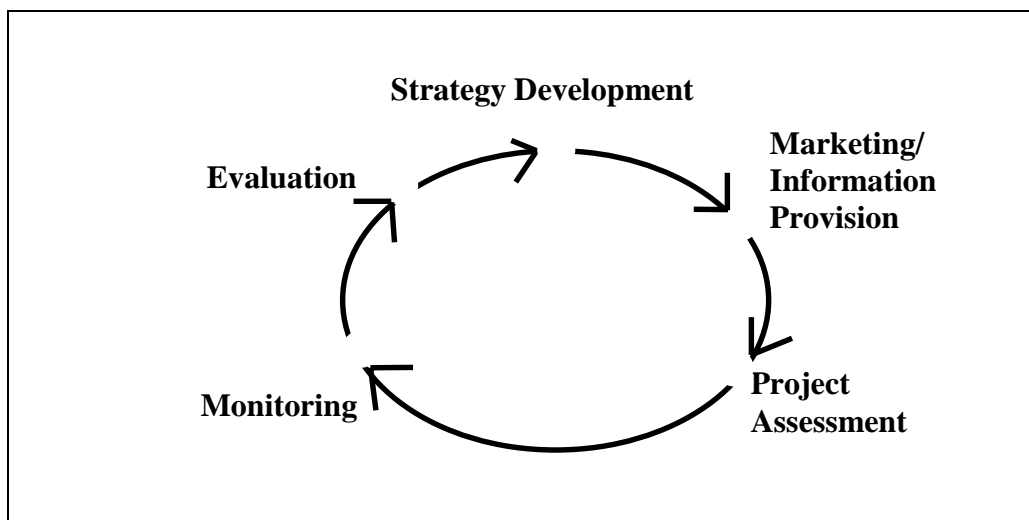 Strategy Development
Marketing/
Information
Provision
Evaluation
Project
Assessment
Monitoring